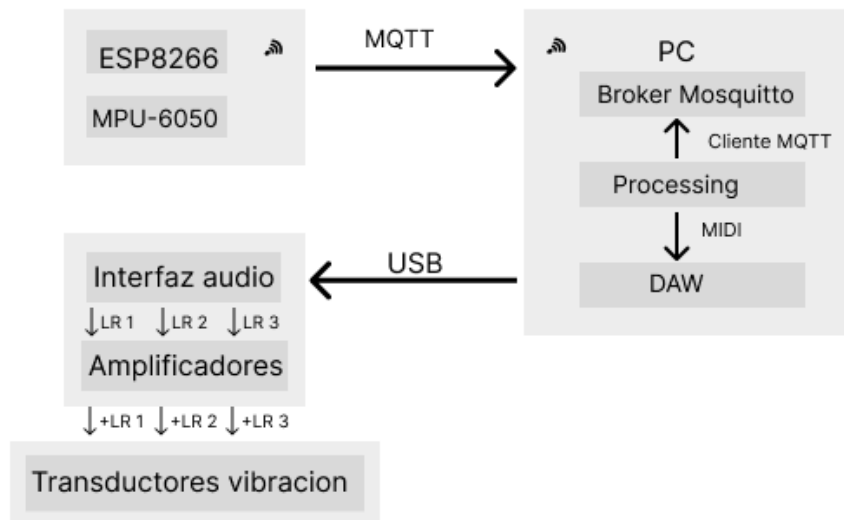 ESP8266
MPU-6050
MQTT
PC
Broker Mosquitto
Cliente MQTT
Processing
MIDI
DAW
USB
Interfaz audio
LR 1 LR 2 LR 3
Amplificadores
+LR 1 +LR 2 +LR 3
Transductores vibracion